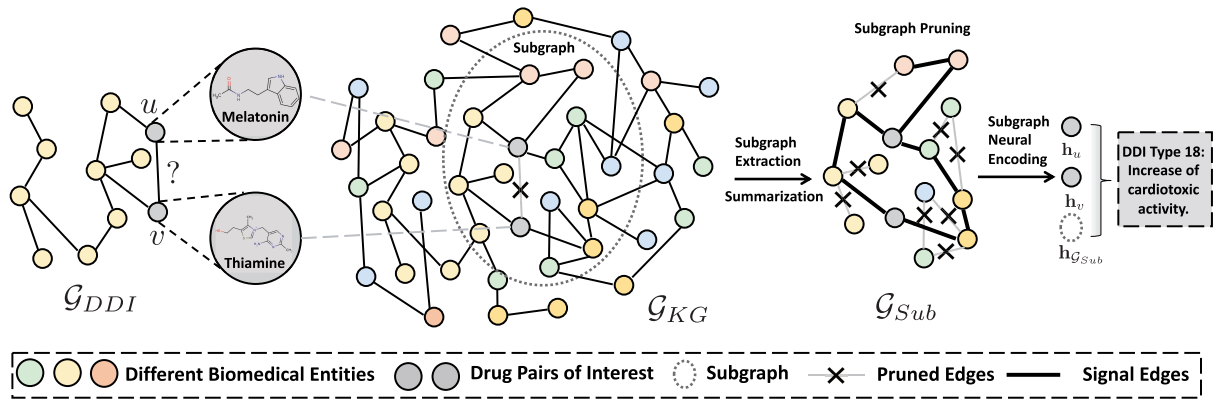 u
Melatonin
?
v
Thiamine
𝒢_DDI
Subgraph
𝒢_KG
Subgraph
Extraction
Summarization
Subgraph Pruning
𝒢_Sub
Subgraph
Neural
Encoding
h_u
h_v
h_𝒢_Sub
DDI Type 18:
Increase of
cardiotoxic
activity.
Different Biomedical Entities
Drug Pairs of Interest
Subgraph
Pruned Edges
Signal Edges